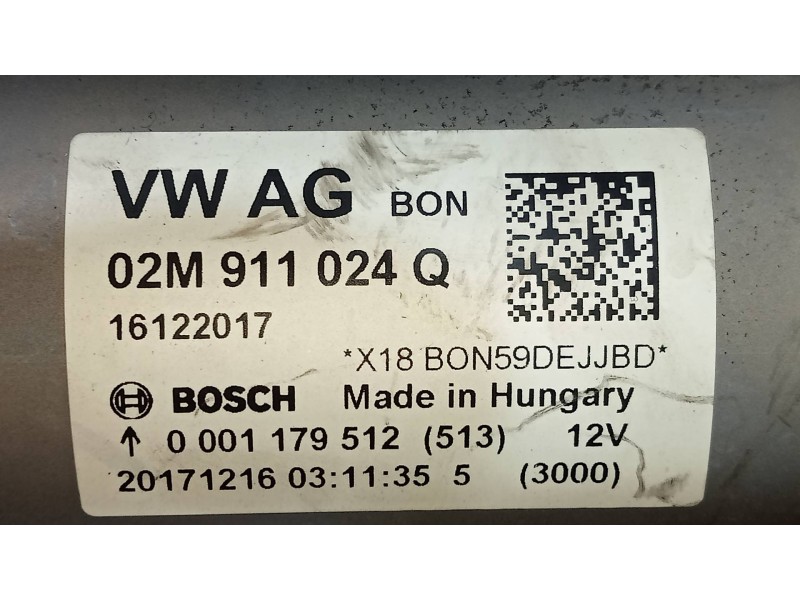 VW AG BON
02M 911 024 Q
16122017
*X18 BON59DEJJBD*
BOSCH Made in Hungary
↑ 0 001 179 512 (513) 12V
20171216 03:11:35 5 (3000)